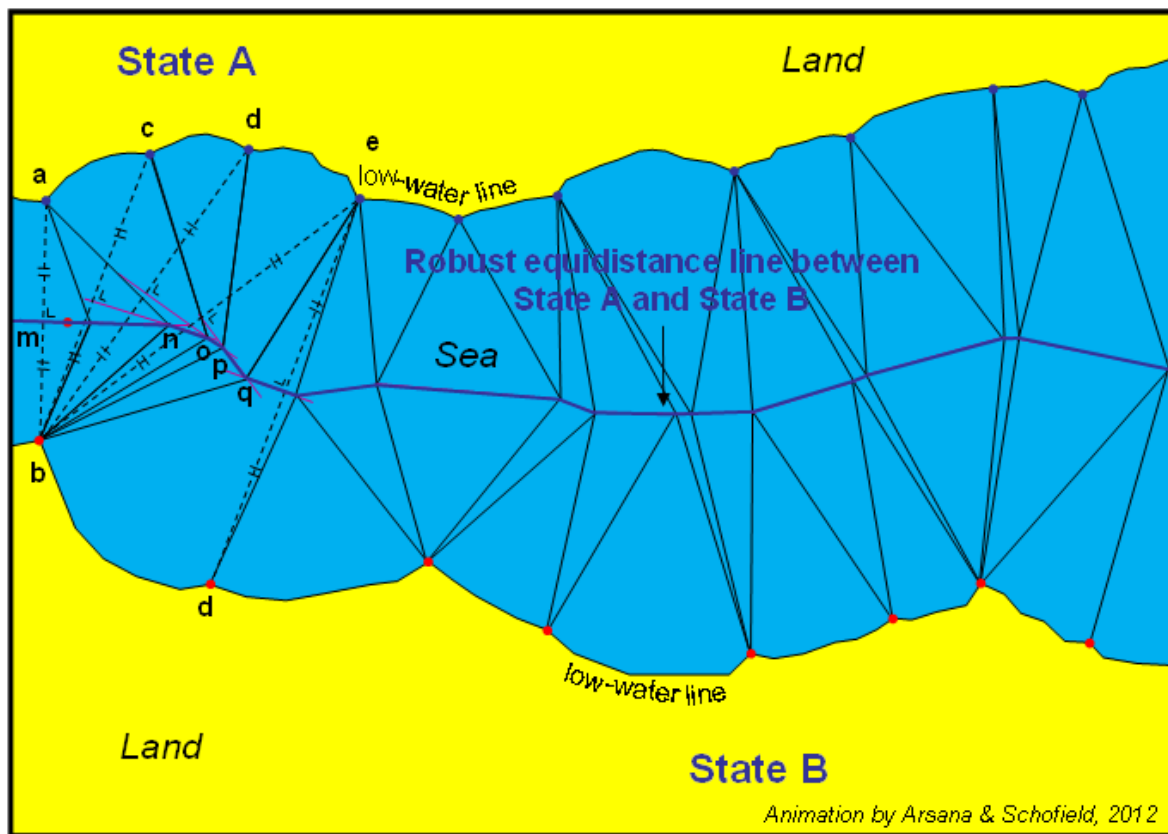 State A
Land
c
d
a
e
low-water line
Robust equidistance line between
State A and State B
m
n
o
p
q
Sea
b
d
low-water line
Land
State B
Animation by Arsana & Schofield, 2012